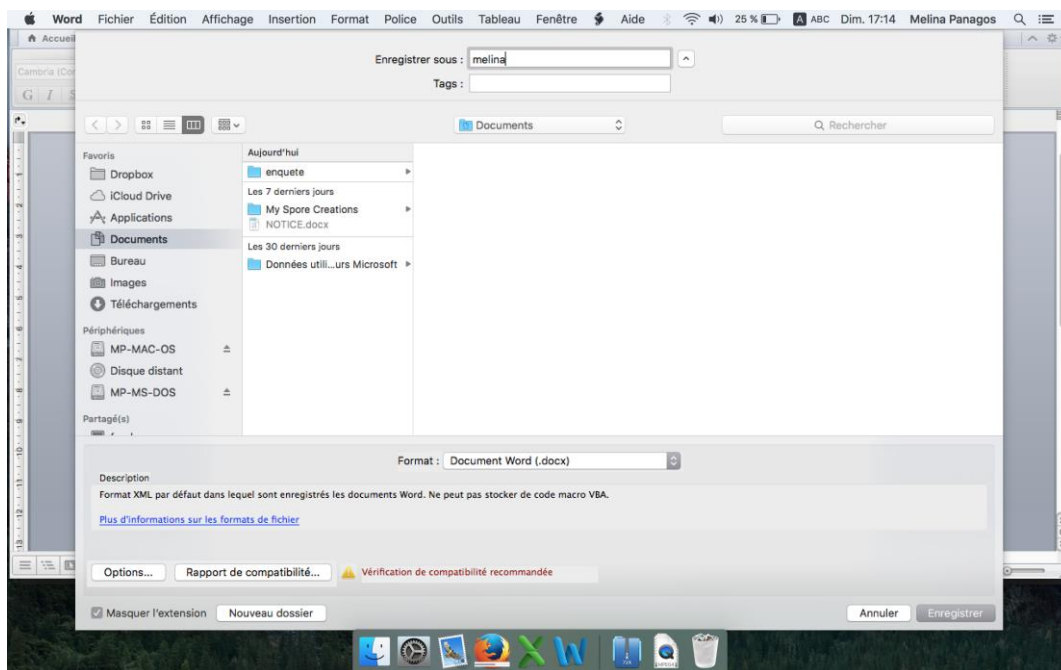 Word Fichier Édition Affichage Insertion Format Police Outils Tableau Fenêtre Aide 25 % A ABC Dim. 17:14 Melina Panagos
Accueil
Enregistrer sous : melina
Cambria (Cor
Tags :
G I S
Documents
Rechercher
Favoris
Dropbox
iCloud Drive
Applications
Documents
Bureau
Images
Téléchargements
Périphériques
MP-MAC-OS
Disque distant
MP-MS-DOS
Partagé(s)
Aujourd'hui
enquete
Les 7 derniers jours
My Spore Creations
NOTICE.docx
Les 30 derniers jours
Données utili...urs Microsoft
Format : Document Word (.docx)
Description
Format XML par défaut dans lequel sont enregistrés les documents Word. Ne peut pas stocker de code macro VBA.
Plus d'informations sur les formats de fichier
Options... Rapport de compatibilité... Vérification de compatibilité recommandée
Masquer l'extension Nouveau dossier Annuler Enregistrer